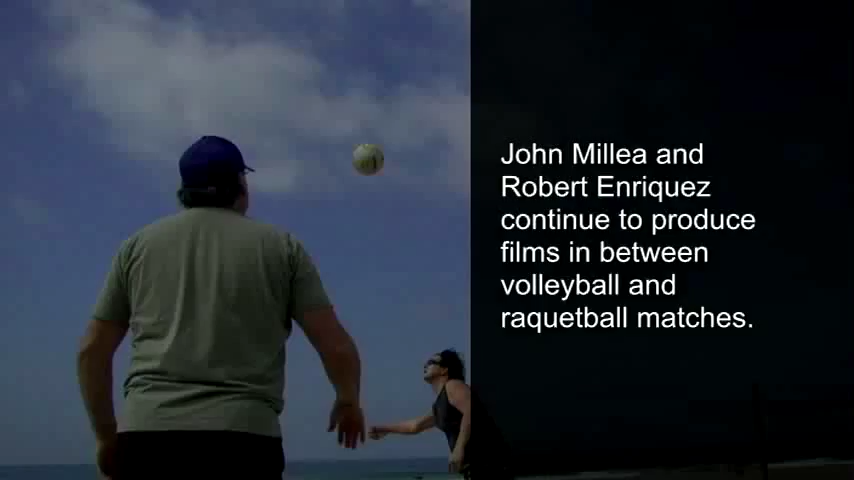 John Millea and
Robert Enriquez
continue to produce
films in between
volleyball and
raquetball matches.